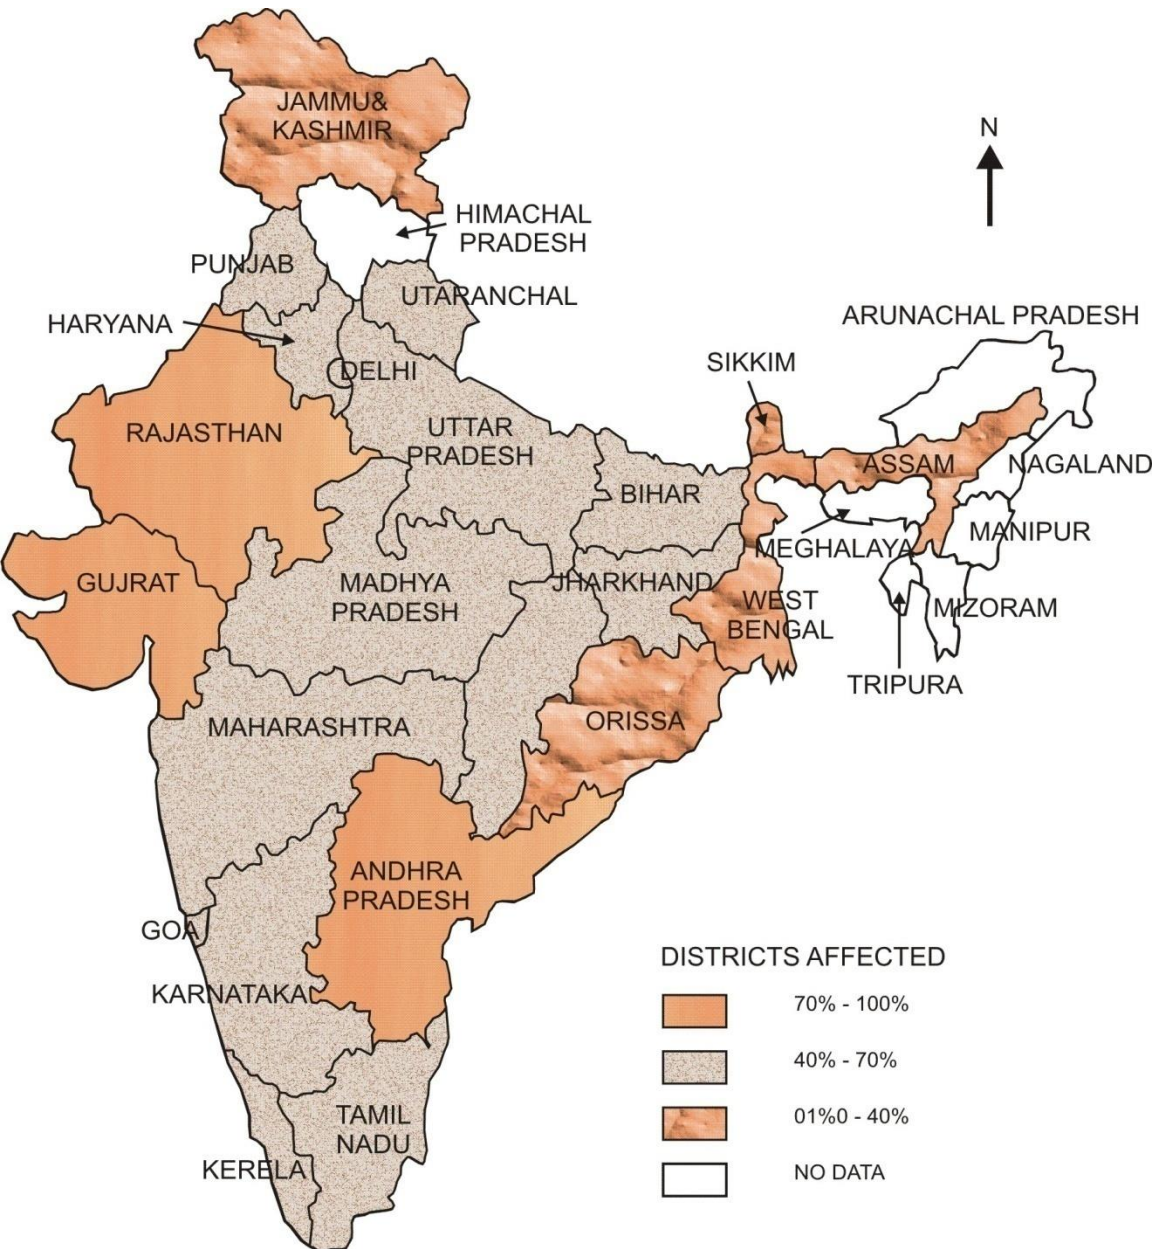 JAMMU&
KASHMIR
N
HIMACHAL
PRADESH
PUNJAB
UTARANCHAL
HARYANA
ARUNACHAL PRADESH
SIKKIM
DELHI
RAJASTHAN
UTTAR
PRADESH
ASSAM
NAGALAND
BIHAR
MANIPUR
MEGHALAYA
GUJRAT
MADHYA
PRADESH
JHARKHAND
WEST
BENGAL
MIZORAM
TRIPURA
MAHARASHTRA
ORISSA
ANDHRA
PRADESH
GOA
KARNATAKA
TAMIL
NADU
KERELA
DISTRICTS AFFECTED
70% - 100%
40% - 70%
01%0 - 40%
NO DATA